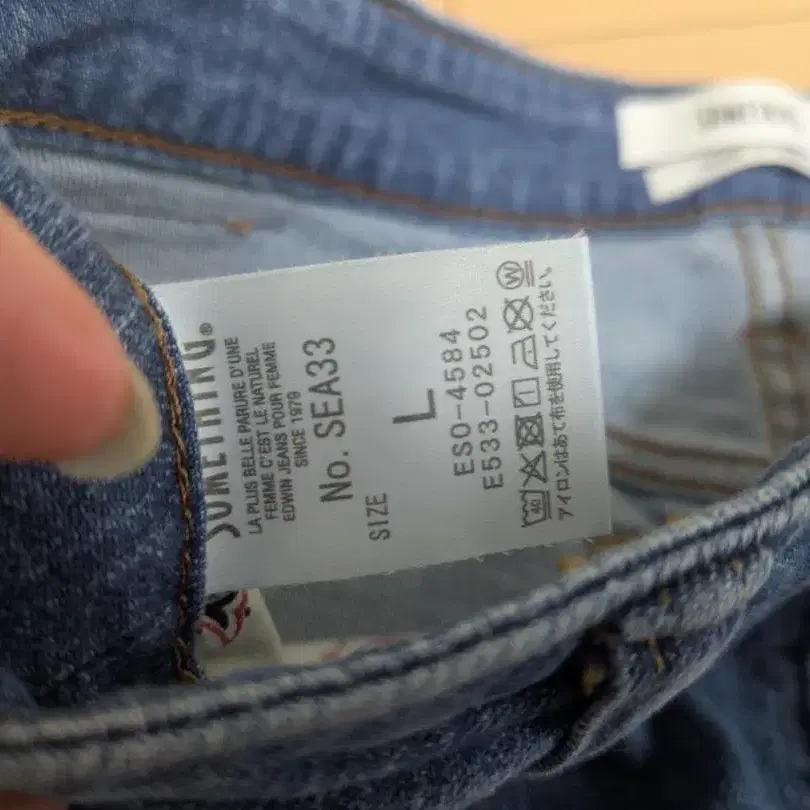 SOMETHING®
LA PLUS BELLE PARURE D'UNE
FEMME C'EST LE NATUREL
EDWIN JEANS POUR FEMME
SINCE 1979
No. SEA33
SIZE L
ESO-4584
E533-02502
40 W
アイロンはあて布を使用してください。